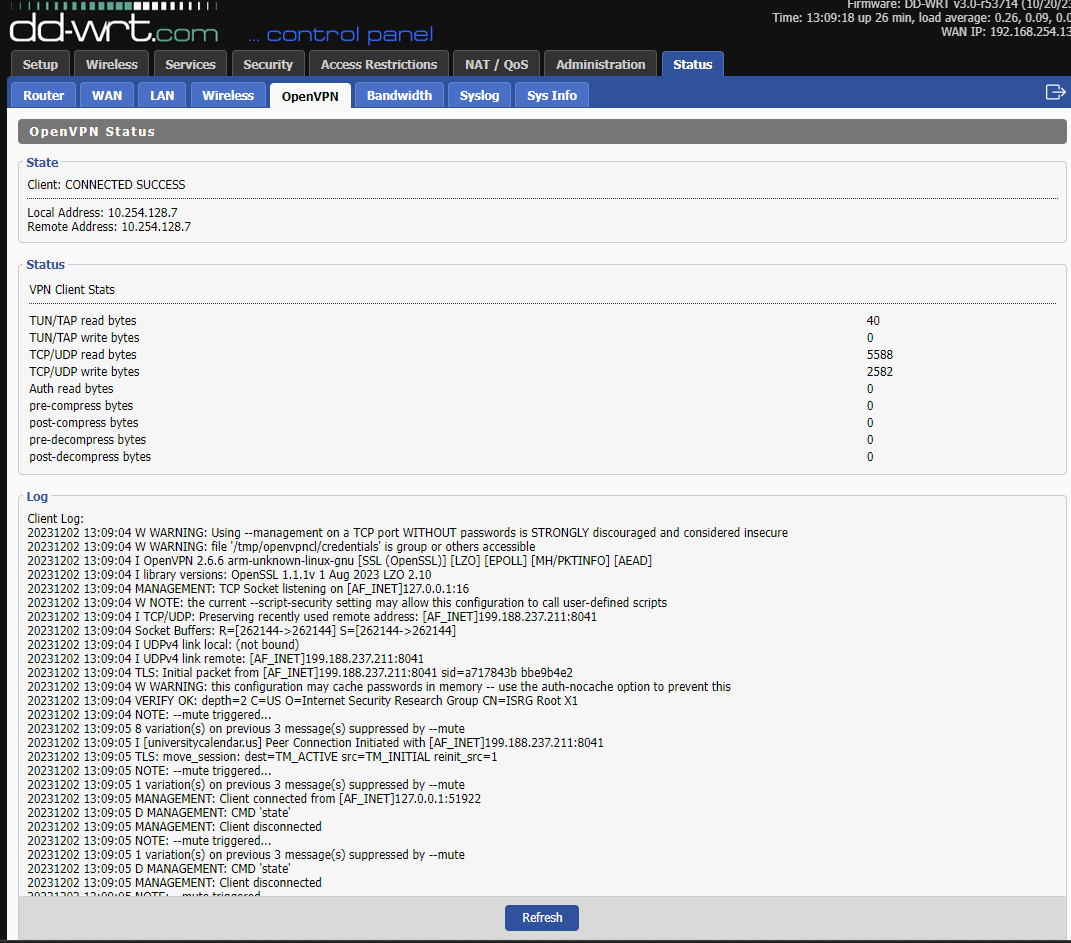 Firmware: DD-WRT v3.0-r53714 (10/20/23
dd-wrt.com ... control panel
Time: 13:09:18 up 26 min, load average: 0.26, 0.09, 0.0
WAN IP: 192.168.254.13
Setup Wireless Services Security Access Restrictions NAT / QoS Administration Status
Router WAN LAN Wireless OpenVPN Bandwidth Syslog Sys Info
OpenVPN Status
State
Client: CONNECTED SUCCESS
Local Address: 10.254.128.7
Remote Address: 10.254.128.7
Status
VPN Client Stats
TUN/TAP read bytes 40
TUN/TAP write bytes 0
TCP/UDP read bytes 5588
TCP/UDP write bytes 2582
Auth read bytes 0
pre-compress bytes 0
post-compress bytes 0
pre-decompress bytes 0
post-decompress bytes 0
Log
Client Log:
20231202 13:09:04 W WARNING: Using --management on a TCP port WITHOUT passwords is STRONGLY discouraged and considered insecure
20231202 13:09:04 W WARNING: file '/tmp/openvpncl/credentials' is group or others accessible
20231202 13:09:04 I OpenVPN 2.6.6 arm-unknown-linux-gnu [SSL (OpenSSL)] [LZO] [EPOLL] [MH/PKTINFO] [AEAD]
20231202 13:09:04 I library versions: OpenSSL 1.1.1v 1 Aug 2023 LZO 2.10
20231202 13:09:04 MANAGEMENT: TCP Socket listening on [AF_INET]127.0.0.1:16
20231202 13:09:04 W NOTE: the current --script-security setting may allow this configuration to call user-defined scripts
20231202 13:09:04 I TCP/UDP: Preserving recently used remote address: [AF_INET]199.188.237.211:8041
20231202 13:09:04 Socket Buffers: R=[262144->262144] S=[262144->262144]
20231202 13:09:04 I UDPv4 link local: (not bound)
20231202 13:09:04 I UDPv4 link remote: [AF_INET]199.188.237.211:8041
20231202 13:09:04 TLS: Initial packet from [AF_INET]199.188.237.211:8041 sid=a717843b bbe9b4e2
20231202 13:09:04 W WARNING: this configuration may cache passwords in memory -- use the auth-nocache option to prevent this
20231202 13:09:04 VERIFY OK: depth=2 C=US O=Internet Security Research Group CN=ISRG Root X1
20231202 13:09:04 NOTE: --mute triggered...
20231202 13:09:05 8 variation(s) on previous 3 message(s) suppressed by --mute
20231202 13:09:05 I [universitycalendar.us] Peer Connection Initiated with [AF_INET]199.188.237.211:8041
20231202 13:09:05 TLS: move_session: dest=TM_ACTIVE src=TM_INITIAL reinit_src=1
20231202 13:09:05 NOTE: --mute triggered...
20231202 13:09:05 1 variation(s) on previous 3 message(s) suppressed by --mute
20231202 13:09:05 MANAGEMENT: Client connected from [AF_INET]127.0.0.1:51922
20231202 13:09:05 D MANAGEMENT: CMD 'state'
20231202 13:09:05 MANAGEMENT: Client disconnected
20231202 13:09:05 NOTE: --mute triggered...
20231202 13:09:05 1 variation(s) on previous 3 message(s) suppressed by --mute
20231202 13:09:05 D MANAGEMENT: CMD 'state'
20231202 13:09:05 MANAGEMENT: Client disconnected
20231202 13:09:05 NOTE: --mute triggered
Refresh